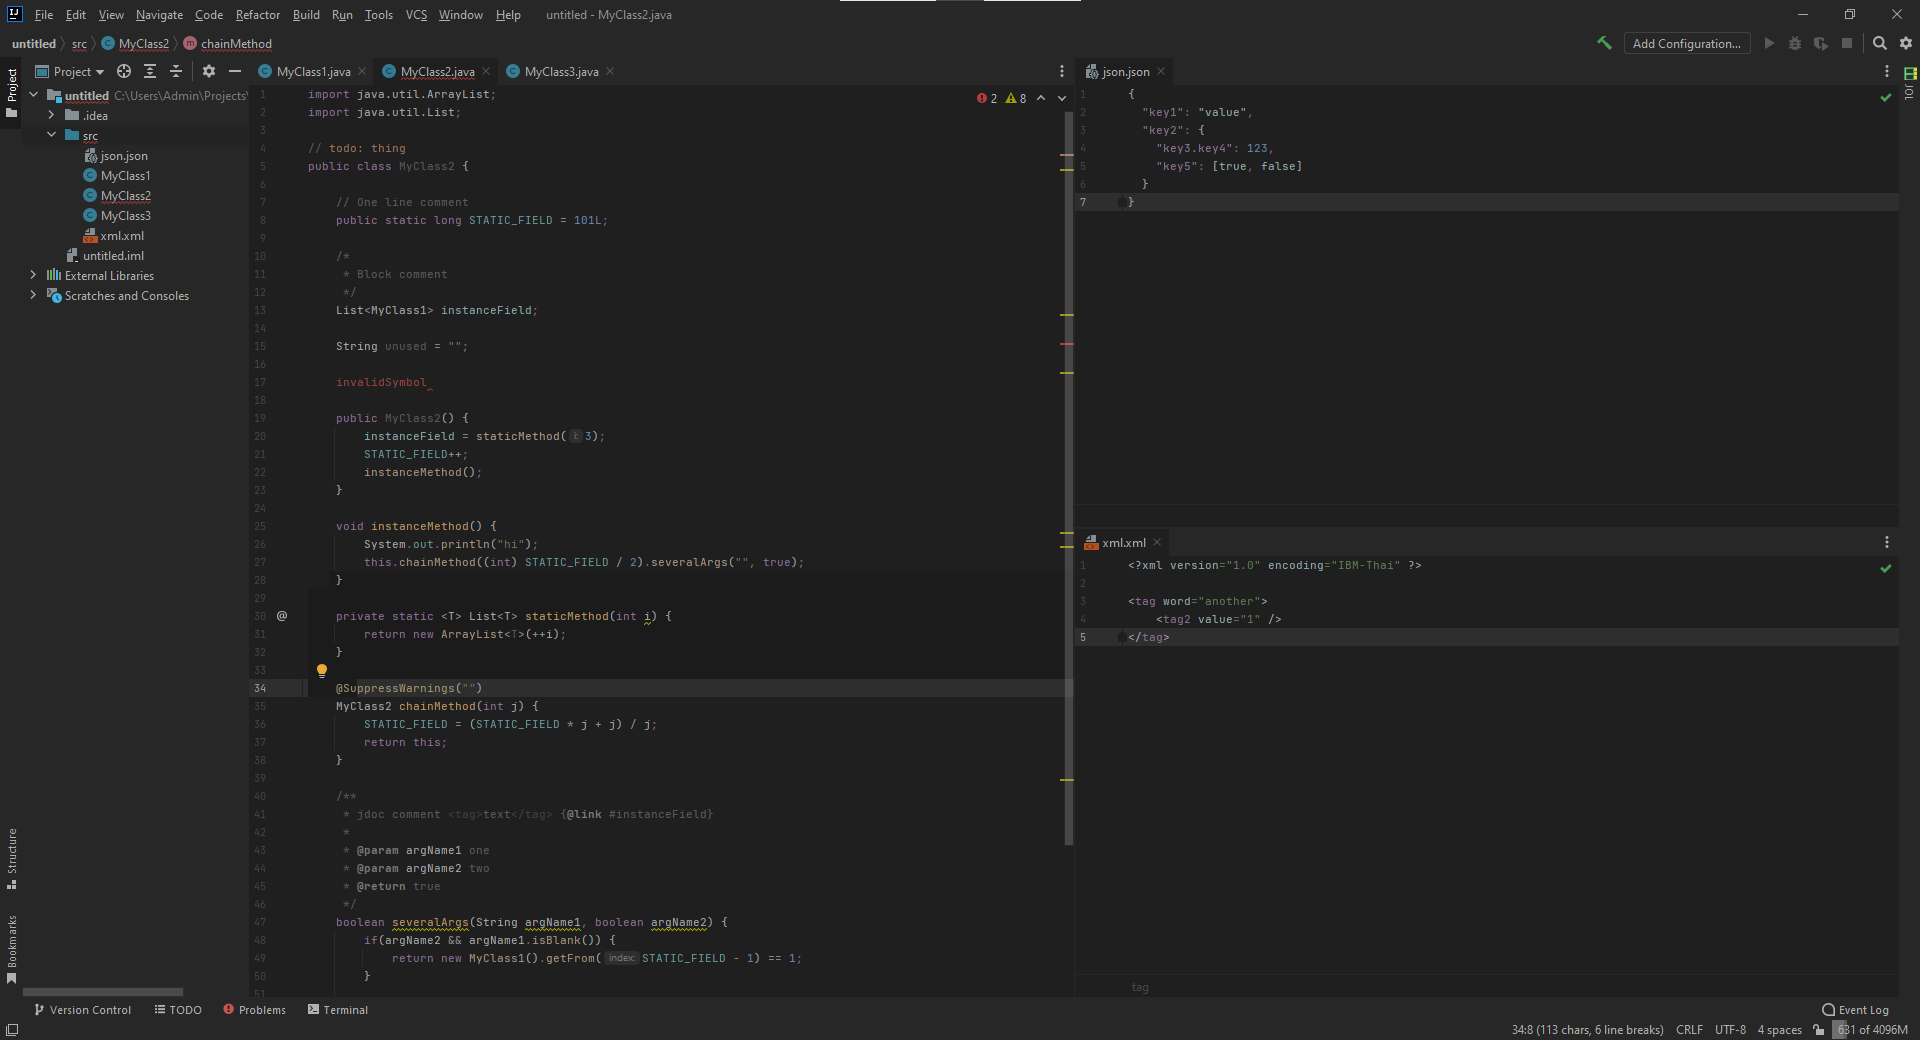 File Edit View Navigate Code Refactor Build Run Tools VCS Window Help untitled - MyClass2.java
untitled src MyClass2 chainMethod Add Configuration...
Project
Project
MyClass1.java MyClass2.java MyClass3.java
untitled C:\Users\Admin\Projects\
.idea
src
json.json
MyClass1
MyClass2
MyClass3
xml.xml
untitled.iml
External Libraries
Scratches and Consoles
2 8
1 import java.util.ArrayList;
2 import java.util.List;
3
4 // todo: thing
5 public class MyClass2 {
6
7 // One line comment
8 public static long STATIC_FIELD = 101L;
9
10 /*
11 * Block comment
12 */
13 List<MyClass1> instanceField;
14
15 String unused = "";
16
17 invalidSymbol
18
19 public MyClass2() {
20 instanceField = staticMethod(i: 3);
21 STATIC_FIELD++;
22 instanceMethod();
23 }
24
25 void instanceMethod() {
26 System.out.println("hi");
27 this.chainMethod((int) STATIC_FIELD / 2).severalArgs("", true);
28 }
29
30 @ private static <T> List<T> staticMethod(int i) {
31 return new ArrayList<T>(++i);
32 }
33
34 @SuppressWarnings("")
35 MyClass2 chainMethod(int j) {
36 STATIC_FIELD = (STATIC_FIELD * j + j) / j;
37 return this;
38 }
39
40 /**
41 * jdoc comment <tag>text</tag> {@link #instanceField}
42 *
43 * @param argName1 one
44 * @param argName2 two
45 * @return true
46 */
47 boolean severalArgs(String argName1, boolean argName2) {
48 if(argName2 && argName1.isBlank()) {
49 return new MyClass1().getFrom(index: STATIC_FIELD - 1) == 1;
50 }
51
json.json
1 {
2 "key1": "value",
3 "key2": {
4 "key3.key4": 123,
5 "key5": [true, false]
6 }
7 }
xml.xml
1 <?xml version="1.0" encoding="IBM-Thai" ?>
2
3 <tag word="another">
4 <tag2 value="1" />
5 </tag>
tag
JOL
Structure
Bookmarks
Version Control TODO Problems Terminal Event Log
34:8 (113 chars, 6 line breaks) CRLF UTF-8 4 spaces 631 of 4096M